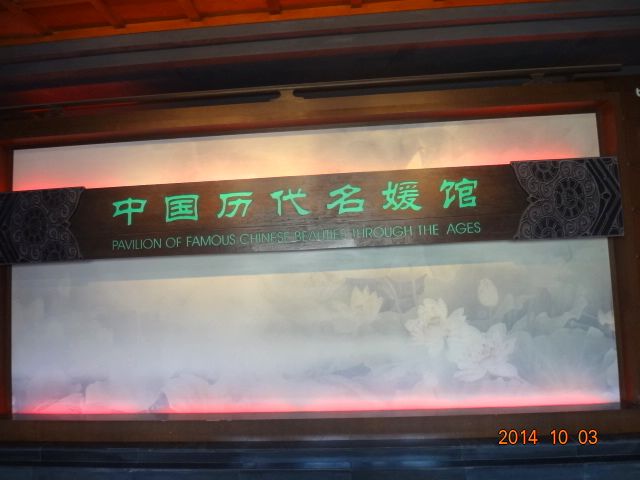 中国历代名媛馆
PAVILION OF FAMOUS CHINESE BEAUTIES THROUGH THE AGES
2014 10 03